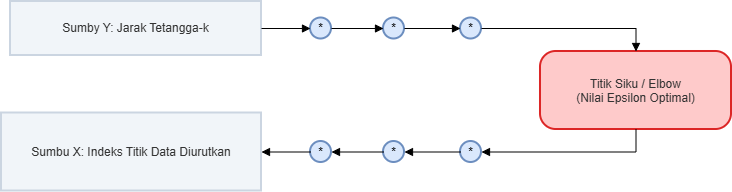 Sumby Y: Jarak Tetangga-k
* * *
Titik Siku / Elbow
(Nilai Epsilon Optimal)
Sumbu X: Indeks Titik Data Diurutkan
* * *